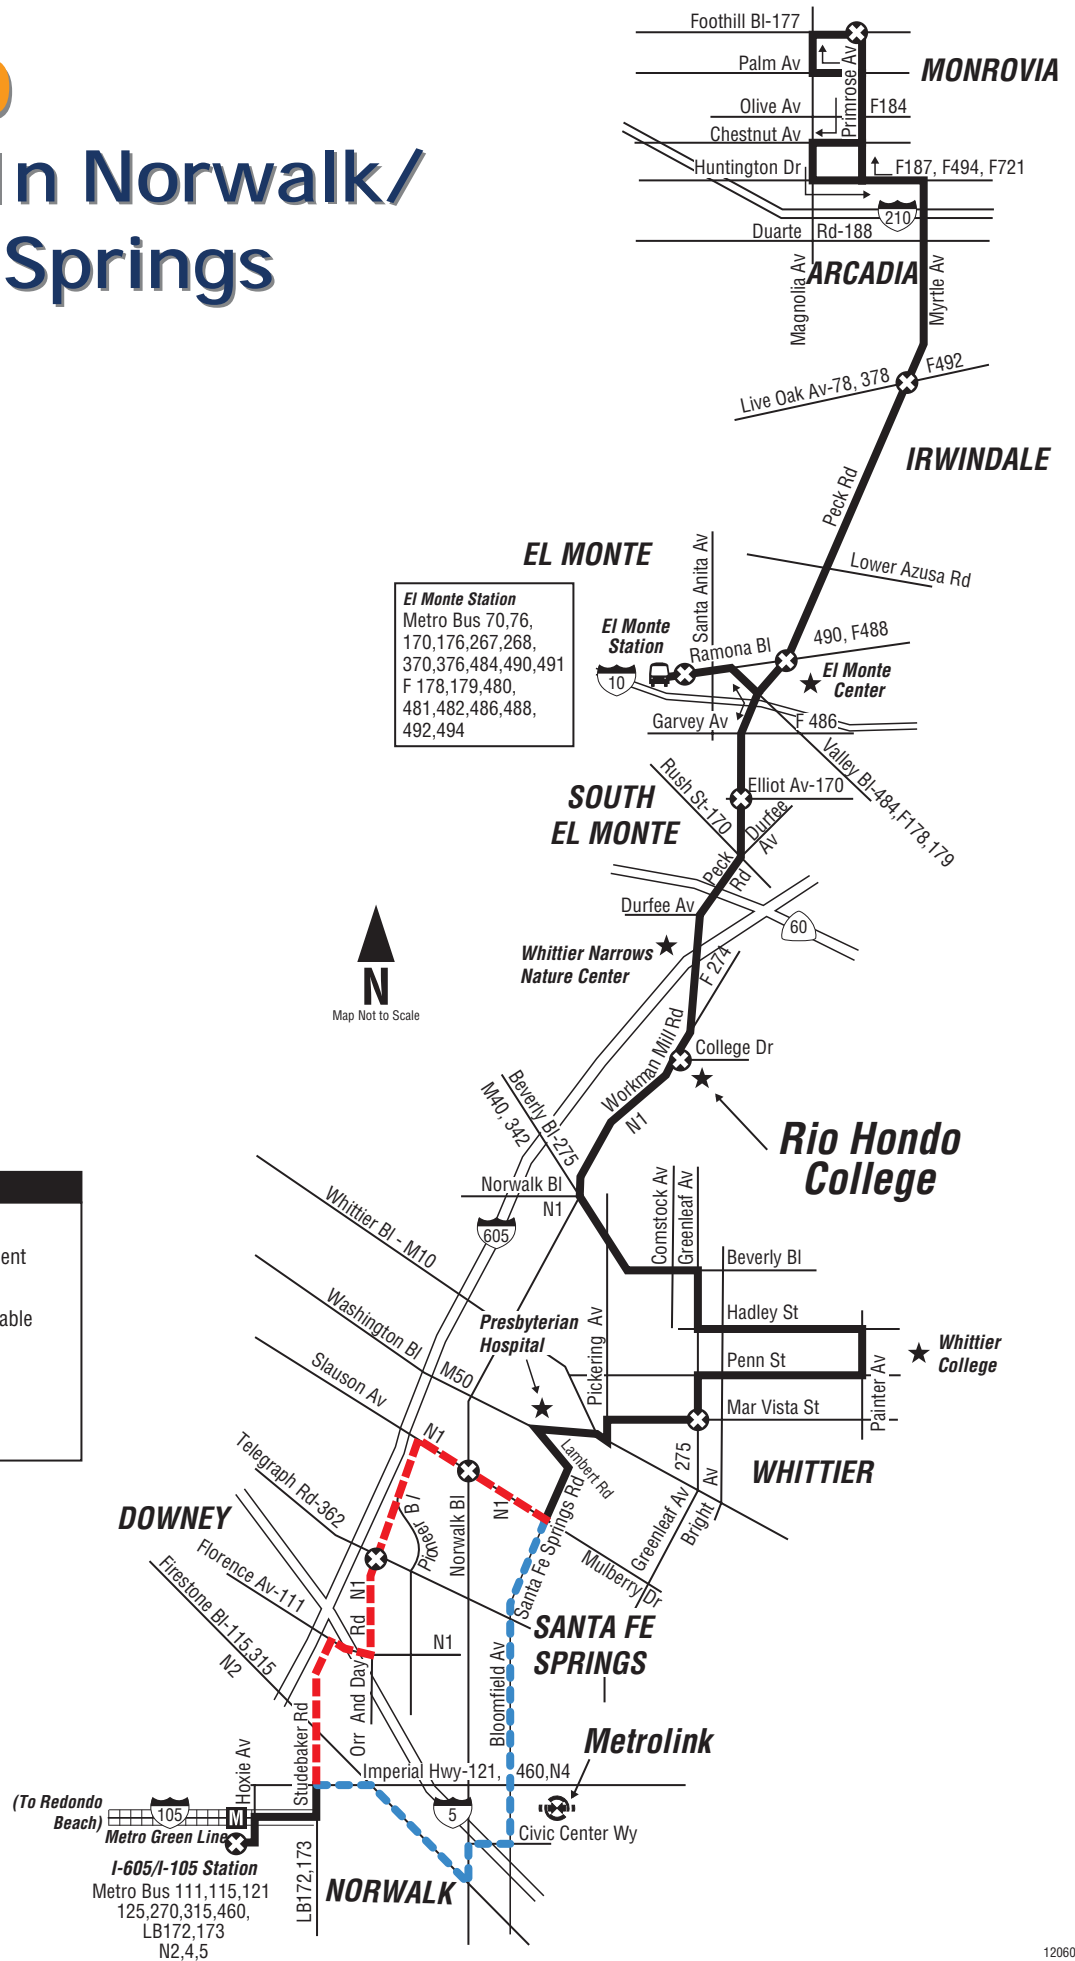 n Norwalk/
Springs
Foothill Bl-177
Palm Av
MONROVIA
Primrose Av
Olive Av
F184
Chestnut Av
Huntington Dr
F187, F494, F721
210
Duarte Rd-188
Magnolia Av
ARCADIA
Myrtle Av
F492
Live Oak Av-78, 378
IRWINDALE
Peck Rd
EL MONTE
Santa Anita Av
Lower Azusa Rd
El Monte Station
Metro Bus 70,76,
170,176,267,268,
370,376,484,490,491
F 178,179,480,
481,482,486,488,
492,494
El Monte
Station
Ramona Bl
490, F488
10
El Monte
Center
Garvey Av
F 486
Valley Bl-484,F178,179
Rush St-170
Elliot Av-170
SOUTH
EL MONTE
Durfee
Av
Peck
Rd
Durfee Av
60
Whittier Narrows
Nature Center
F 274
N
Map Not to Scale
Workman Mill Rd
N1
College Dr
Beverly Bl-275
M40, 342
Rio Hondo
College
Norwalk Bl
N1
605
Whittier Bl - M10
Comstock Av
Greenleaf Av
Beverly Bl
ent
Washington Bl
M50
Presbyterian
Hospital
Pickering Av
Hadley St
able
Slauson Av
Penn St
Whittier
College
Painter Av
Mar Vista St
N1
Telegraph Rd-362
Lambert Rd
275
WHITTIER
DOWNEY
Pioneer Bl
Norwalk Bl
N1
Santa Fe Springs Rd
Greenleaf Av
Bright Av
Florence Av-111
Mulberry Dr
Firestone Bl-115,315
N2
Orr And Day Rd N1
N1
SANTA FE
SPRINGS
Bloomfield Av
Studebaker Rd
Hoxie Av
Metrolink
Imperial Hwy-121, 460,N4
(To Redondo
Beach)
105
M
5
Metro Green Line
Civic Center Wy
I-605/I-105 Station
Metro Bus 111,115,121
125,270,315,460,
LB172,173
N2,4,5
LB172,173
NORWALK
12060